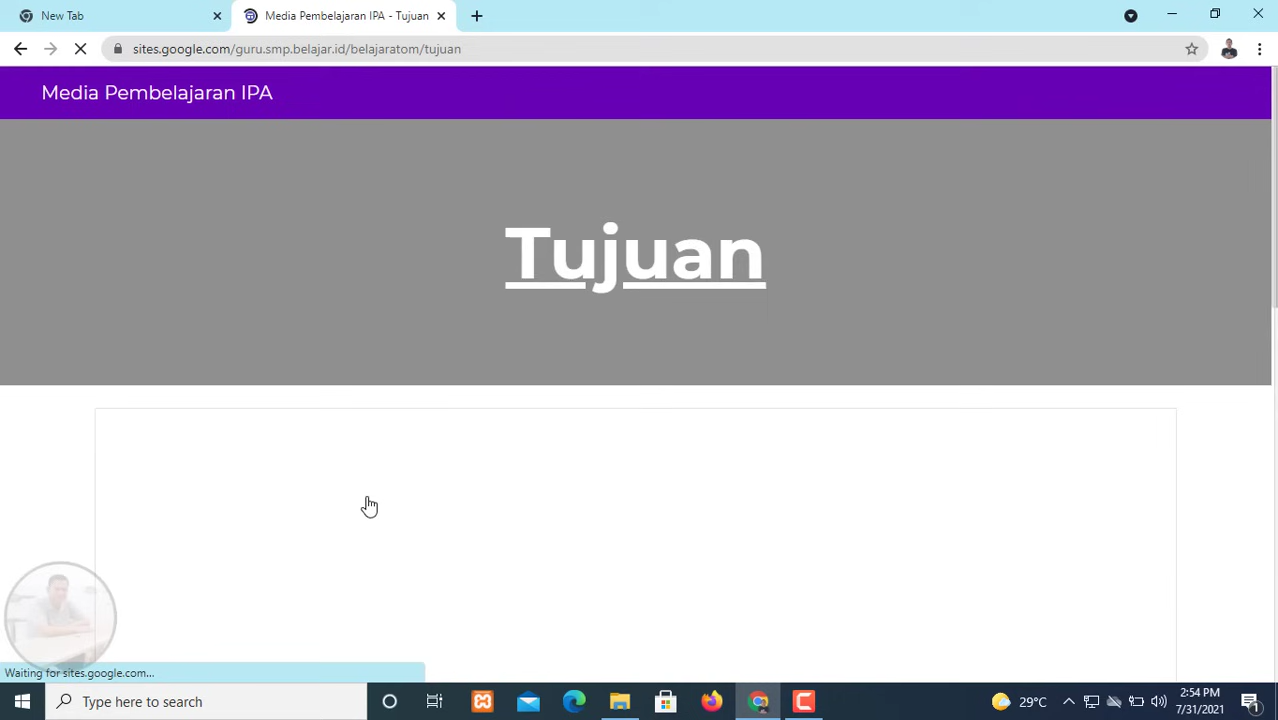 New Tab
Media Pembelajaran IPA - Tujuan
sites.google.com/guru.smp.belajar.id/belajaratom/tujuan
Media Pembelajaran IPA
Tujuan
Waiting for sites.google.com...
Type here to search
29°C
2:54 PM
7/31/2021
1